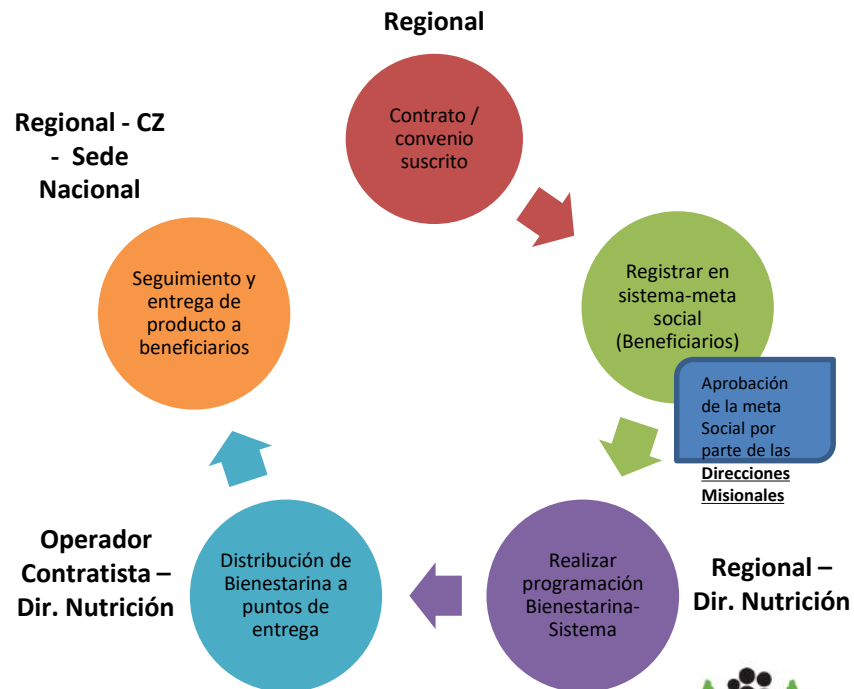 Regional
Contrato /
convenio
suscrito
Registrar en
sistema-meta
social
(Beneficiarios)
Aprobación
de la meta
Social por
parte de las
Direcciones
Misionales
Realizar
programación
Bienestarina-
Sistema
Regional –
Dir. Nutrición
Distribución de
Bienestarina a
puntos de
entrega
Operador
Contratista –
Dir. Nutrición
Seguimiento y
entrega de
producto a
beneficiarios
Regional - CZ
- Sede
Nacional